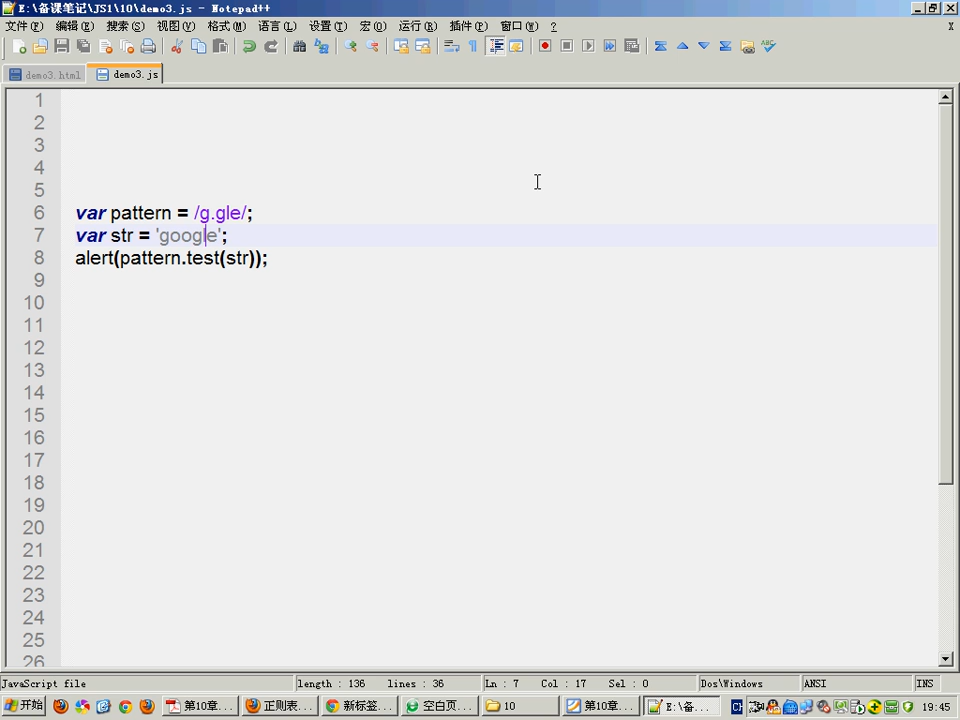 E:\备课笔记\JS1\10\demo3.js - Notepad++
文件(F) 编辑(E) 搜索(S) 视图(V) 格式(M) 语言(L) 设置(T) 宏(O) 运行(R) 插件(P) 窗口(W) ? X
demo3.html demo3.js
1
2
3
4
5
6 var pattern = /g.gle/;
7 var str = 'google';
8 alert(pattern.test(str));
9
10
11
12
13
14
15
16
17
18
19
20
21
22
23
24
25
26
JavaScript file length : 136 lines : 36 Ln : 7 Col : 17 Sel : 0 Dos\Windows ANSI INS
开始 第10章... 正则表... 新标签... 空白页... 10 第10章... E:\备... CH 19:45